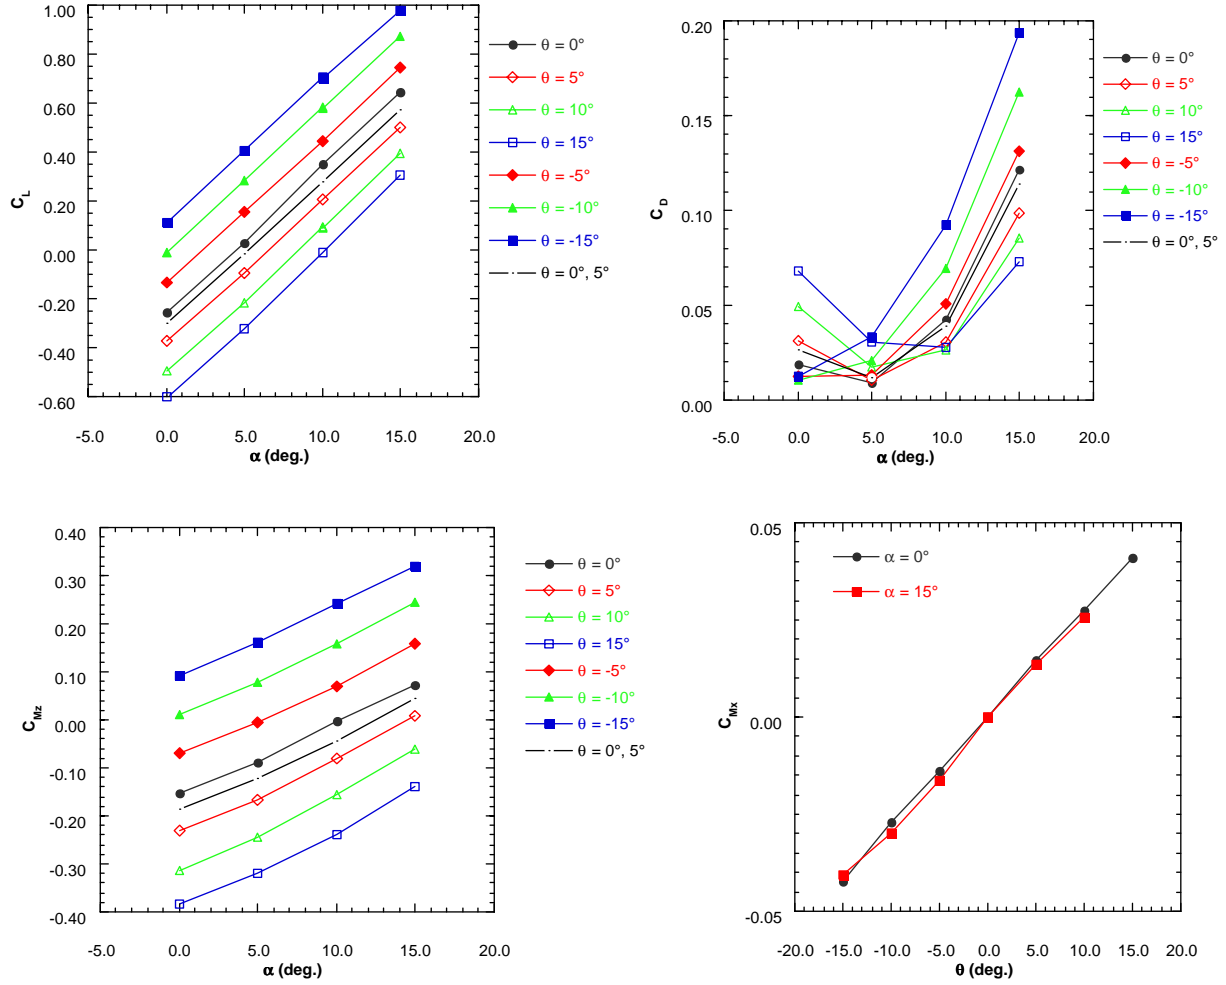 1.00
0.80
0.60
0.40
0.20
0.00
-0.20
-0.40
-0.60
C_L
-5.0 0.0 5.0 10.0 15.0 20.0
α (deg.)
θ = 0°
θ = 5°
θ = 10°
θ = 15°
θ = -5°
θ = -10°
θ = -15°
θ = 0°, 5°
0.20
0.15
0.10
0.05
0.00
C_D
-5.0 0.0 5.0 10.0 15.0 20.0
α (deg.)
θ = 0°
θ = 5°
θ = 10°
θ = 15°
θ = -5°
θ = -10°
θ = -15°
θ = 0°, 5°
0.40
0.30
0.20
0.10
0.00
-0.10
-0.20
-0.30
-0.40
C_Mz
-5.0 0.0 5.0 10.0 15.0 20.0
α (deg.)
θ = 0°
θ = 5°
θ = 10°
θ = 15°
θ = -5°
θ = -10°
θ = -15°
θ = 0°, 5°
0.05
0.00
-0.05
C_Mx
α = 0°
α = 15°
-20.0 -15.0 -10.0 -5.0 0.0 5.0 10.0 15.0 20.0
θ (deg.)